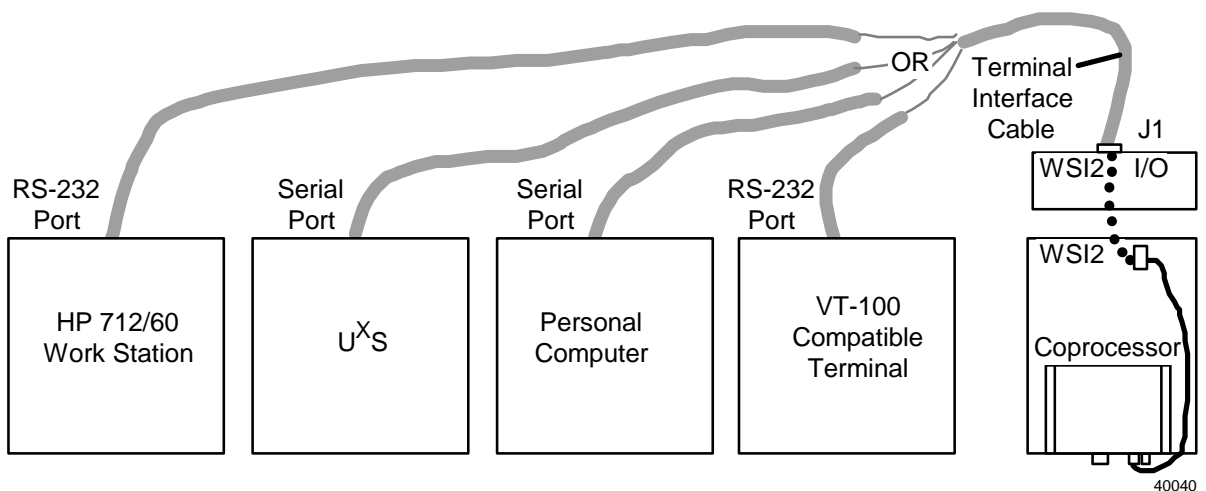 OR
Terminal
Interface
Cable
J1
WSI2 I/O
RS-232
Port
Serial
Port
Serial
Port
RS-232
Port
WSI2
HP 712/60
Work Station
UXS
Personal
Computer
VT-100
Compatible
Terminal
Coprocessor
40040